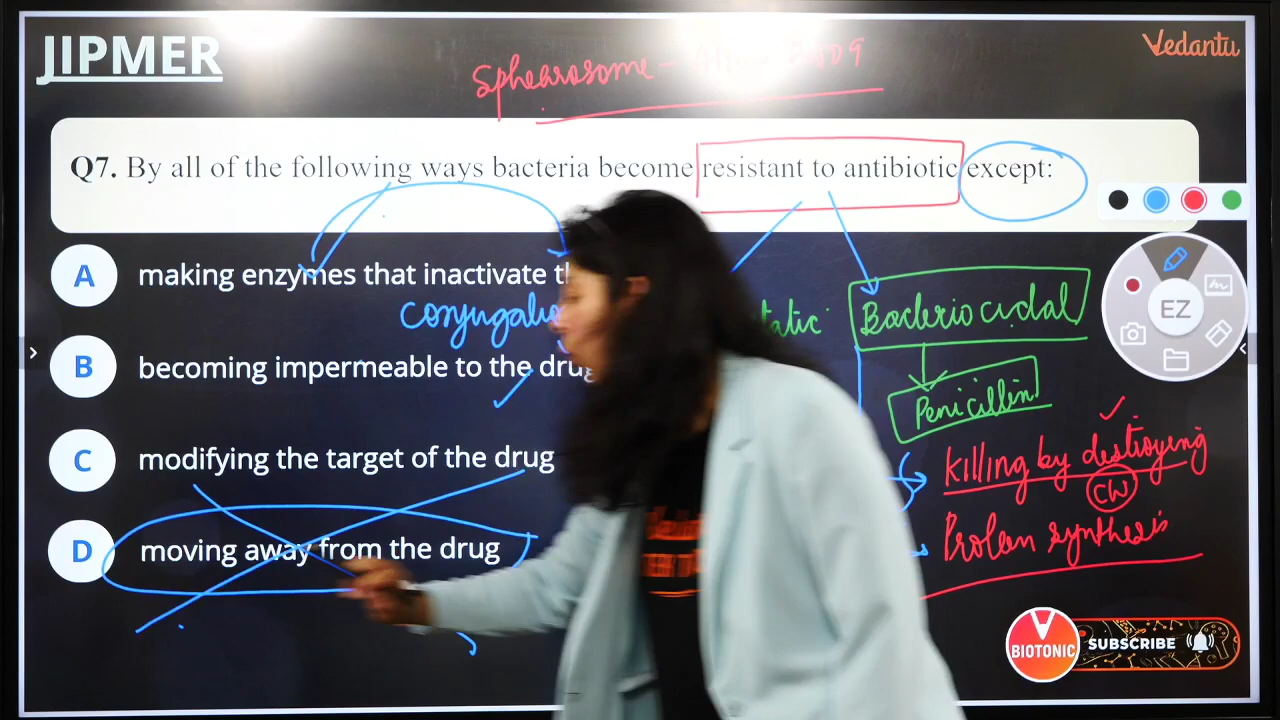 JIPMER
Vedantu
Sphearosome -
Q7. By all of the following ways bacteria become resistant to antibiotic except:
A making enzymes that inactivate
B becoming impermeable to the drug
C modifying the target of the drug
D moving away from the drug
Bacteriocidal
Penicillin
Killing by destroying
CW
Protein synthesis
EZ
BIOTONIC
SUBSCRIBE